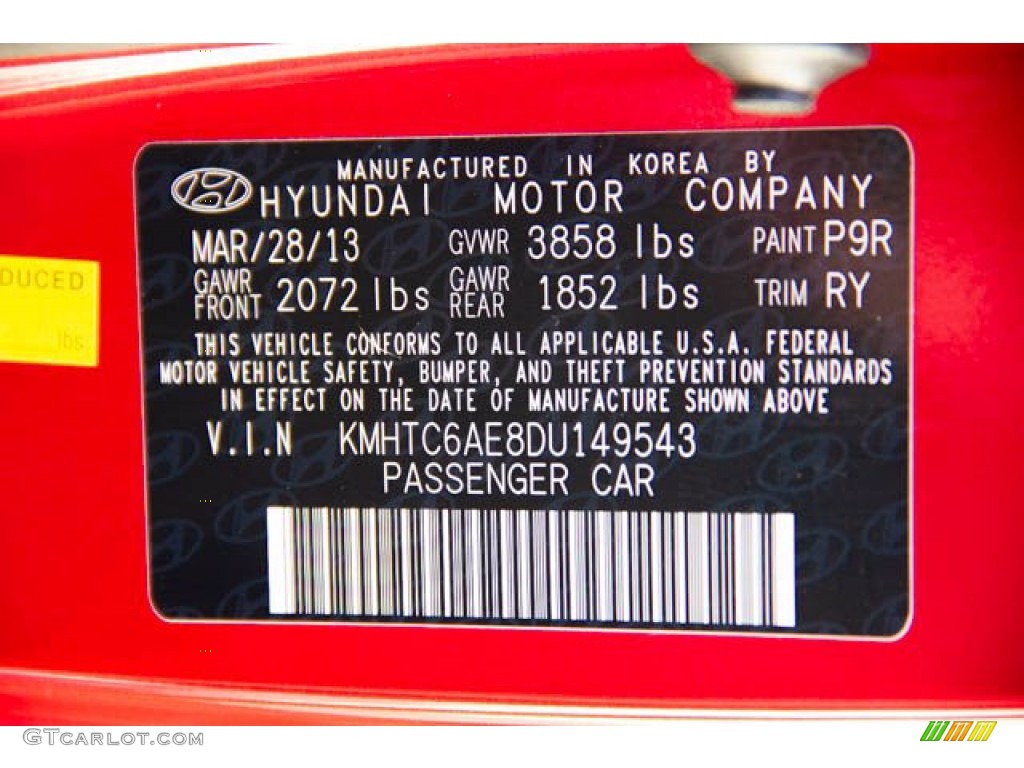 MANUFACTURED IN KOREA BY
HYUNDAI MOTOR COMPANY
MAR/28/13 GVWR 3858 lbs PAINT P9R
GAWR FRONT 2072 lbs GAWR REAR 1852 lbs TRIM RY
THIS VEHICLE CONFORMS TO ALL APPLICABLE U.S.A. FEDERAL
MOTOR VEHICLE SAFETY, BUMPER, AND THEFT PREVENTION STANDARDS
IN EFFECT ON THE DATE OF MANUFACTURE SHOWN ABOVE
V.I.N KMHTC6AE8DU149543
PASSENGER CAR
DUCED
lbs
GTCARLOT.COM